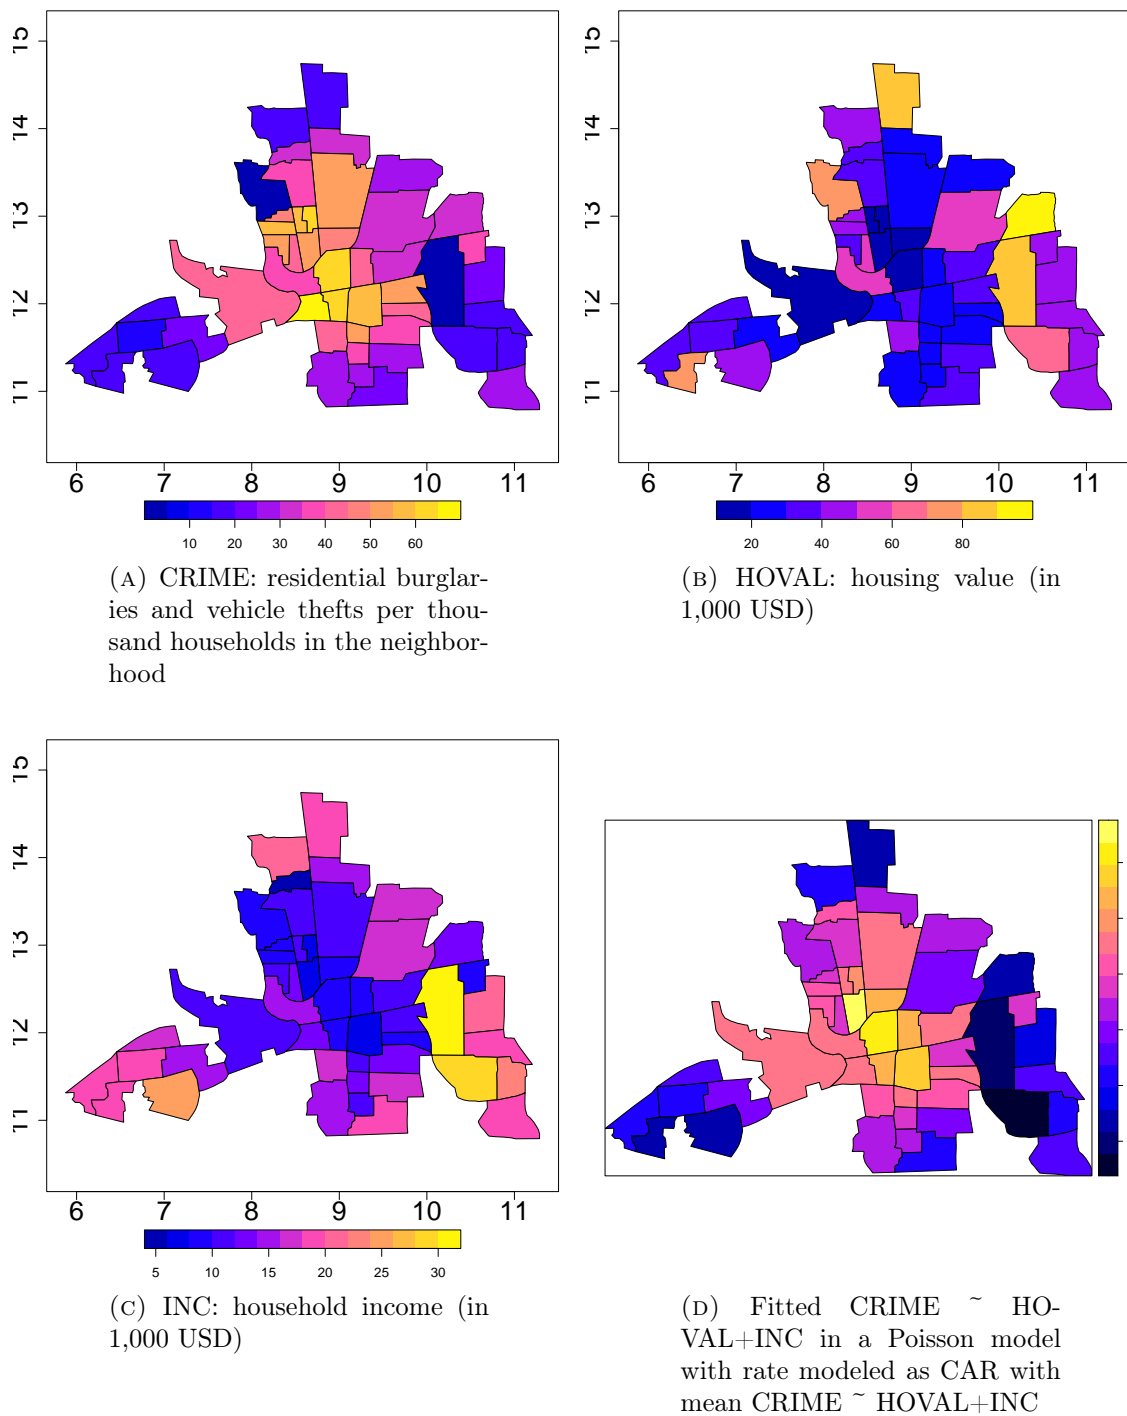 15
14
13
12
11
6 7 8 9 10 11
10 20 30 40 50 60
(A) CRIME: residential burglar-
ies and vehicle thefts per thou-
sand households in the neighbor-
hood
15
14
13
12
11
6 7 8 9 10 11
20 40 60 80
(B) HOVAL: housing value (in
1,000 USD)
15
14
13
12
11
6 7 8 9 10 11
5 10 15 20 25 30
(C) INC: household income (in
1,000 USD)
(D) Fitted CRIME ~ HO-
VAL+INC in a Poisson model
with rate modeled as CAR with
mean CRIME ~ HOVAL+INC